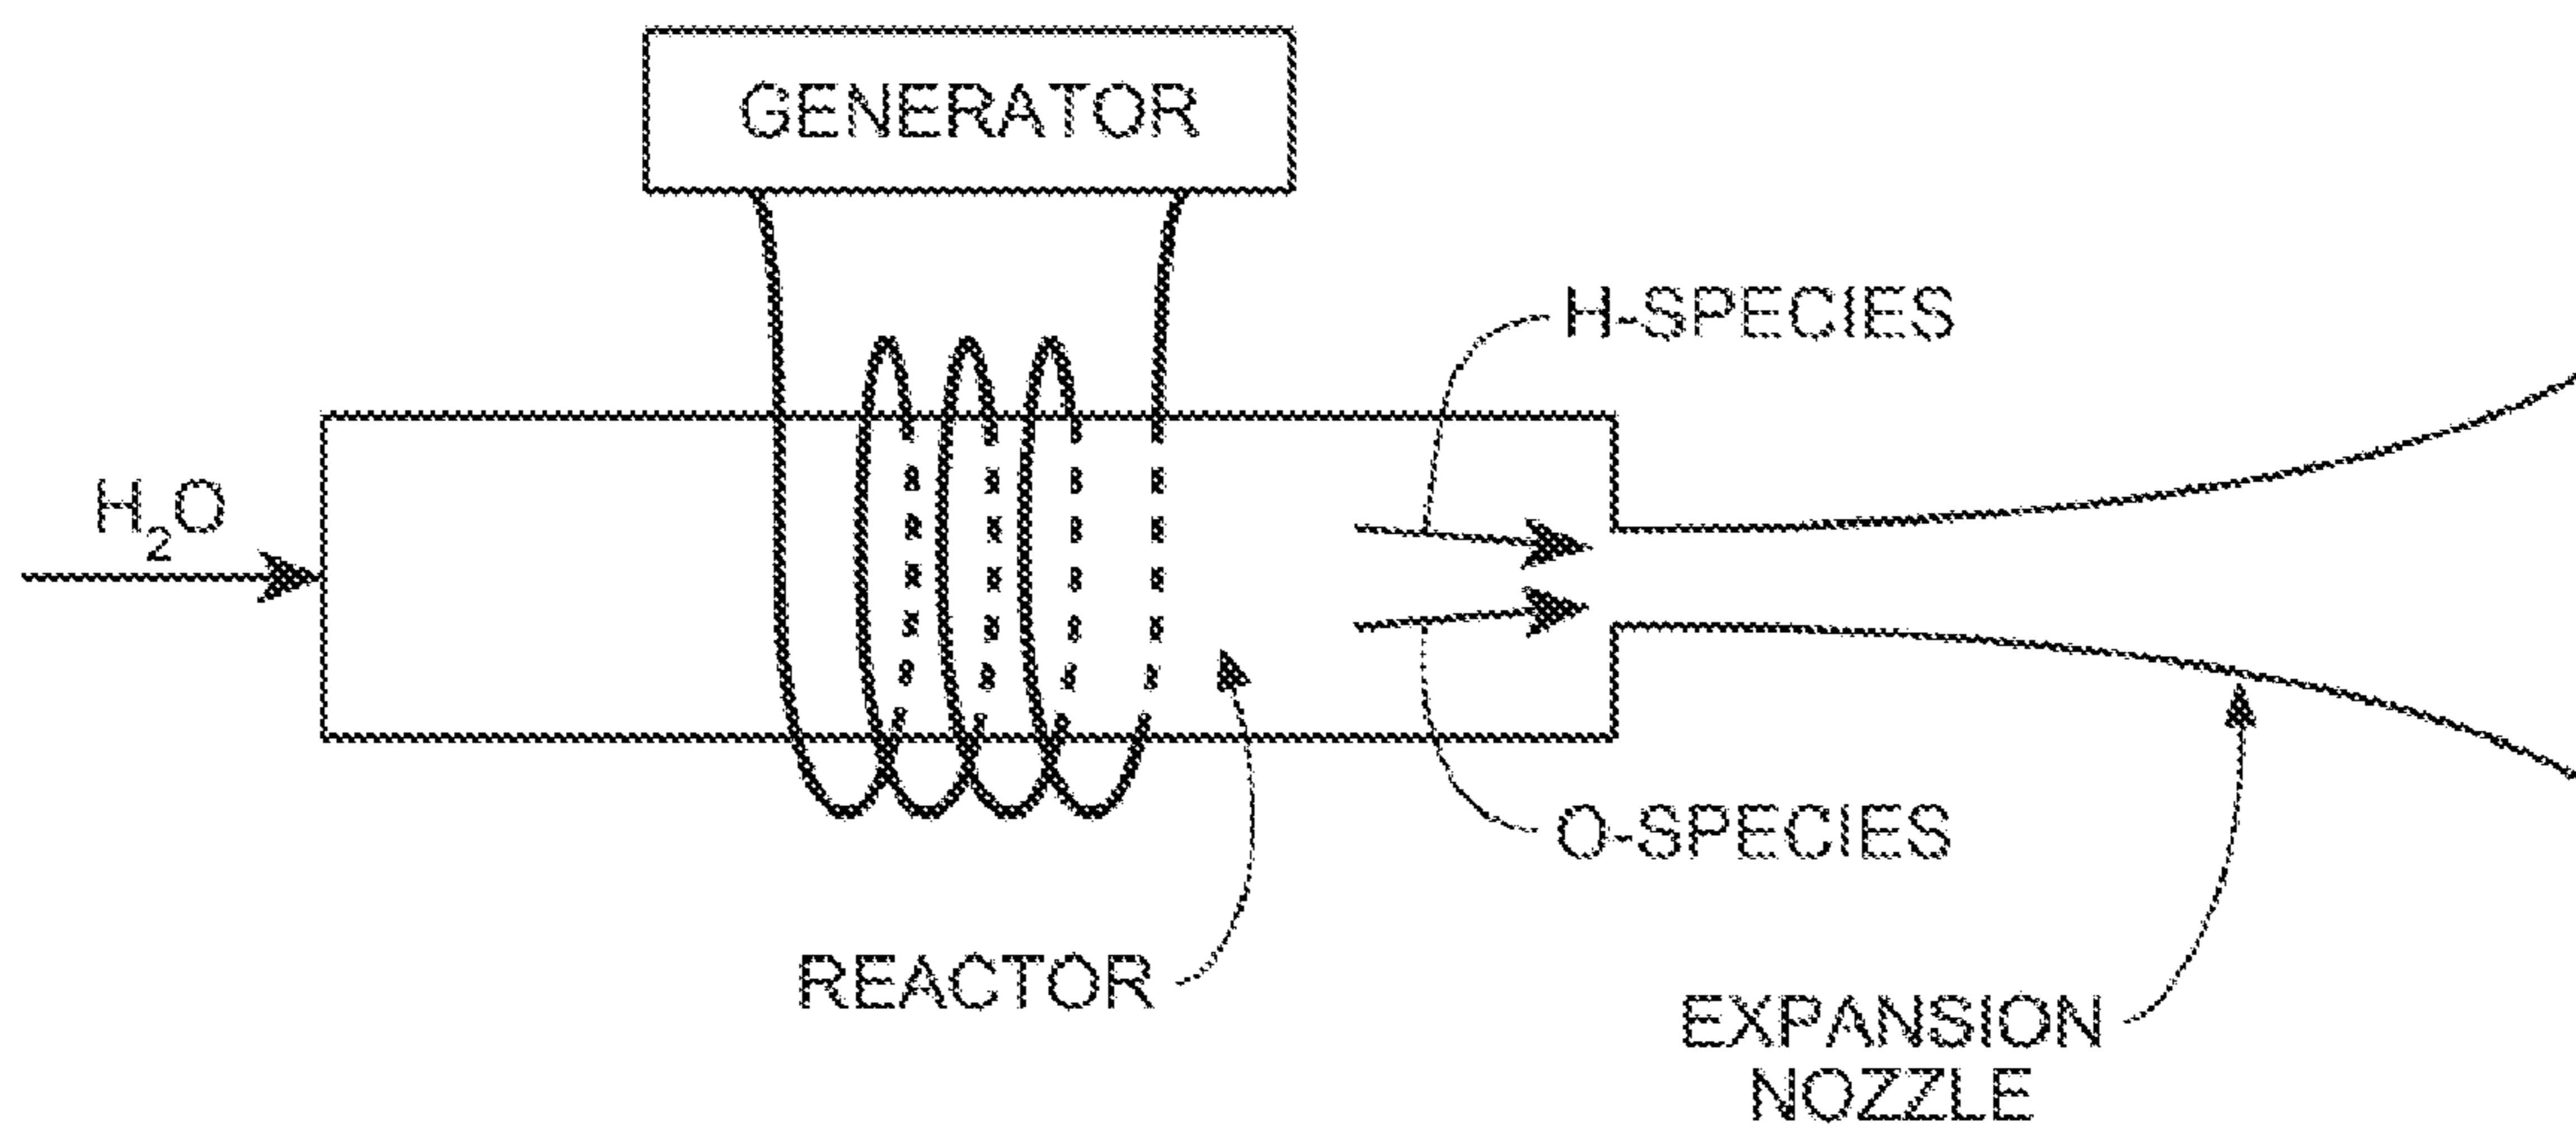 GENERATOR
H-SPECIES
H₂O
O-SPECIES
REACTOR
EXPANSION
NOZZLE